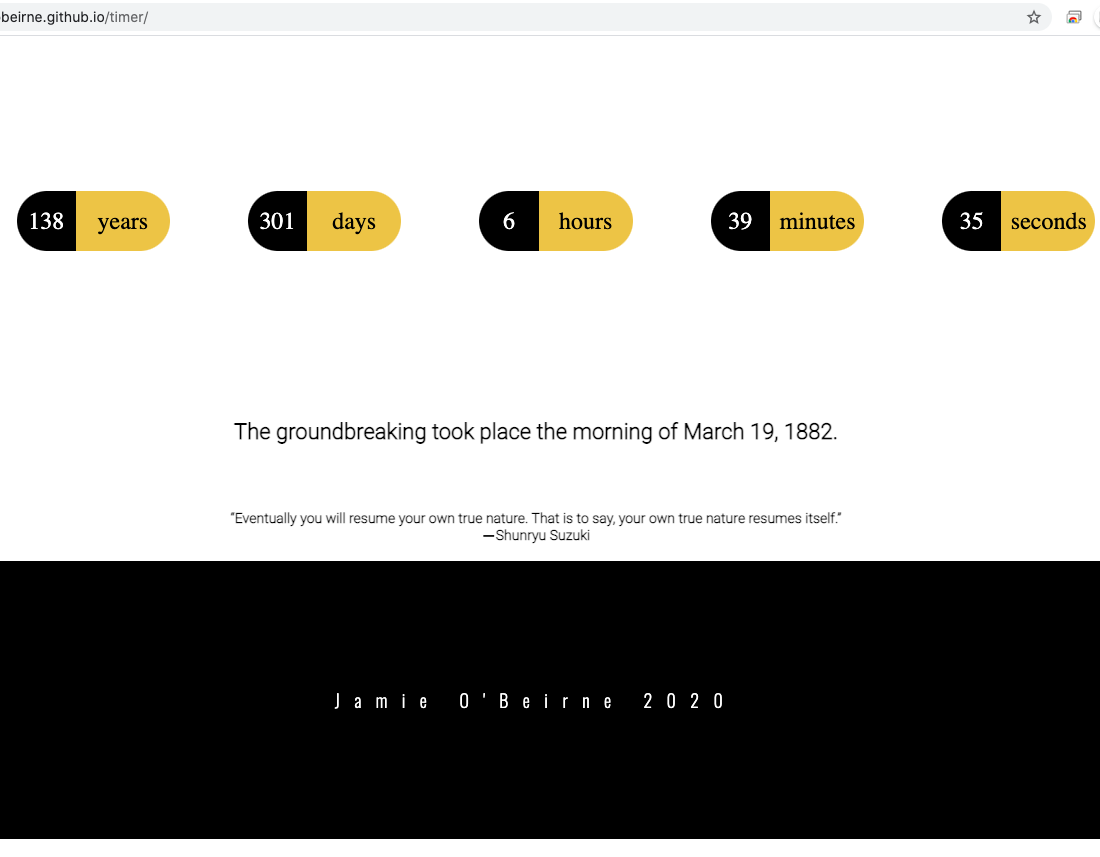 beirne.github.io/timer/
138 years 301 days 6 hours 39 minutes 35 seconds
The groundbreaking took place the morning of March 19, 1882.
“Eventually you will resume your own true nature. That is to say, your own true nature resumes itself.”
—Shunryu Suzuki
Jamie O'Beirne 2020